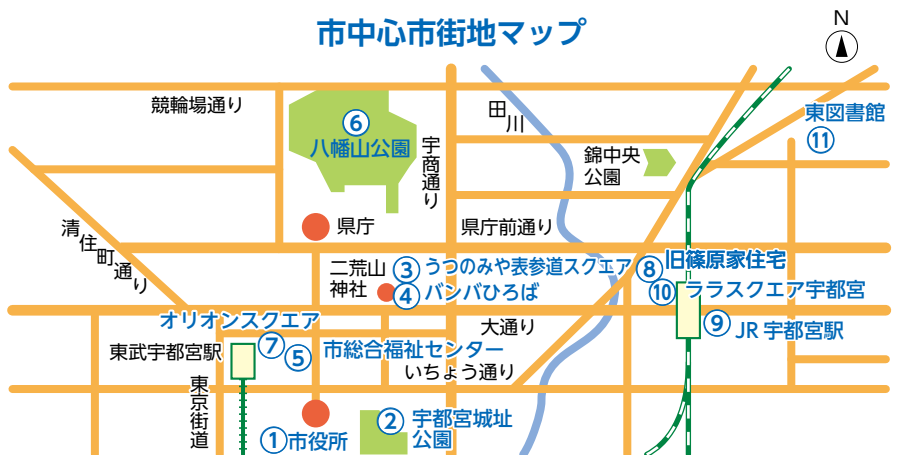 市中心市街地マップ
N
競輪場通り
田川
東図書館
⑪
⑥
八幡山公園
宇商通り
錦中央
公園
清住町通り
県庁
県庁前通り
二荒山
神社
③ うつのみや表参道スクエア
④ バンバひろば
⑧ 旧篠原家住宅
⑩ ララスクエア宇都宮
⑨ JR宇都宮駅
オリオンスクエア
⑦
大通り
東武宇都宮駅
⑤ 市総合福祉センター
いちょう通り
東京街道
① 市役所
② 宇都宮城址
公園